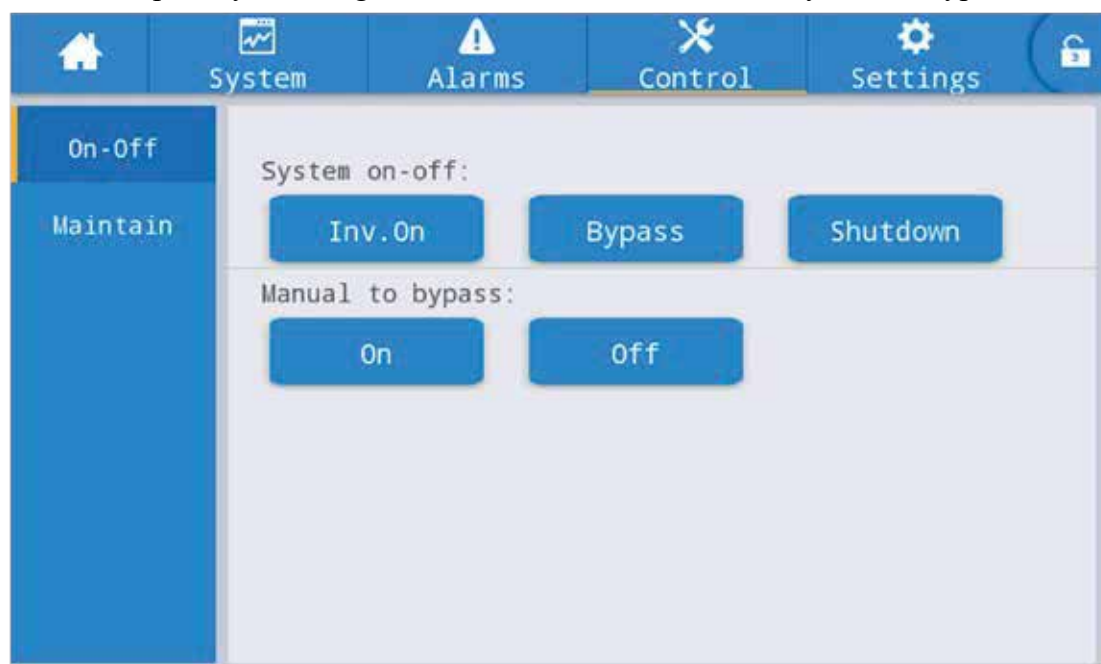 System Alarms Control Settings
3
On-Off
Maintain
System on-off:
Inv.On Bypass Shutdown
Manual to bypass:
On Off